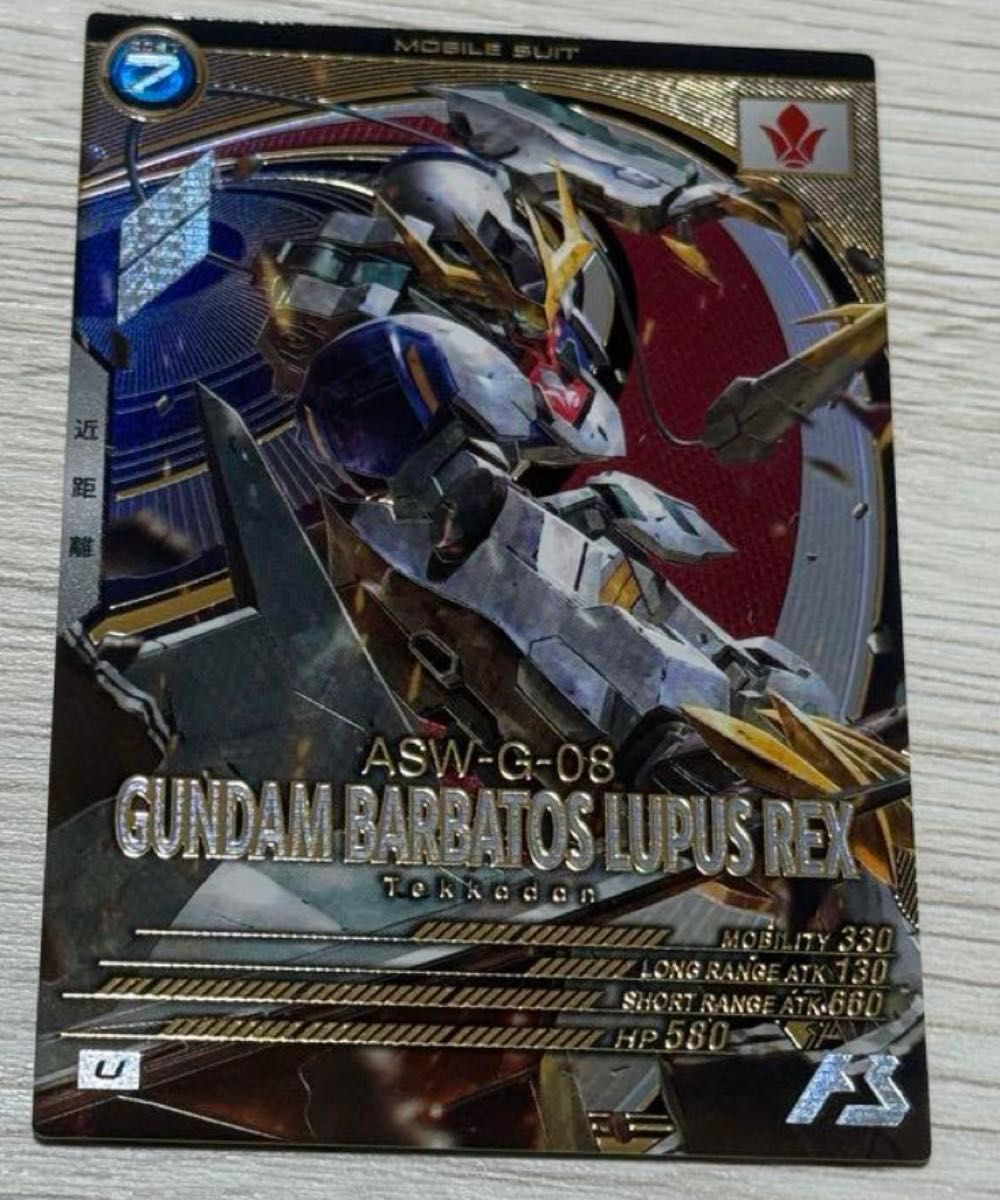 MOBILE SUIT
COST
7
近距離
ASW-G-08
GUNDAM BARBATOS LUPUS REX
Tekkadan
MOBILITY 330
LONG RANGE ATK 130
SHORT RANGE ATK 660
HP 580
U